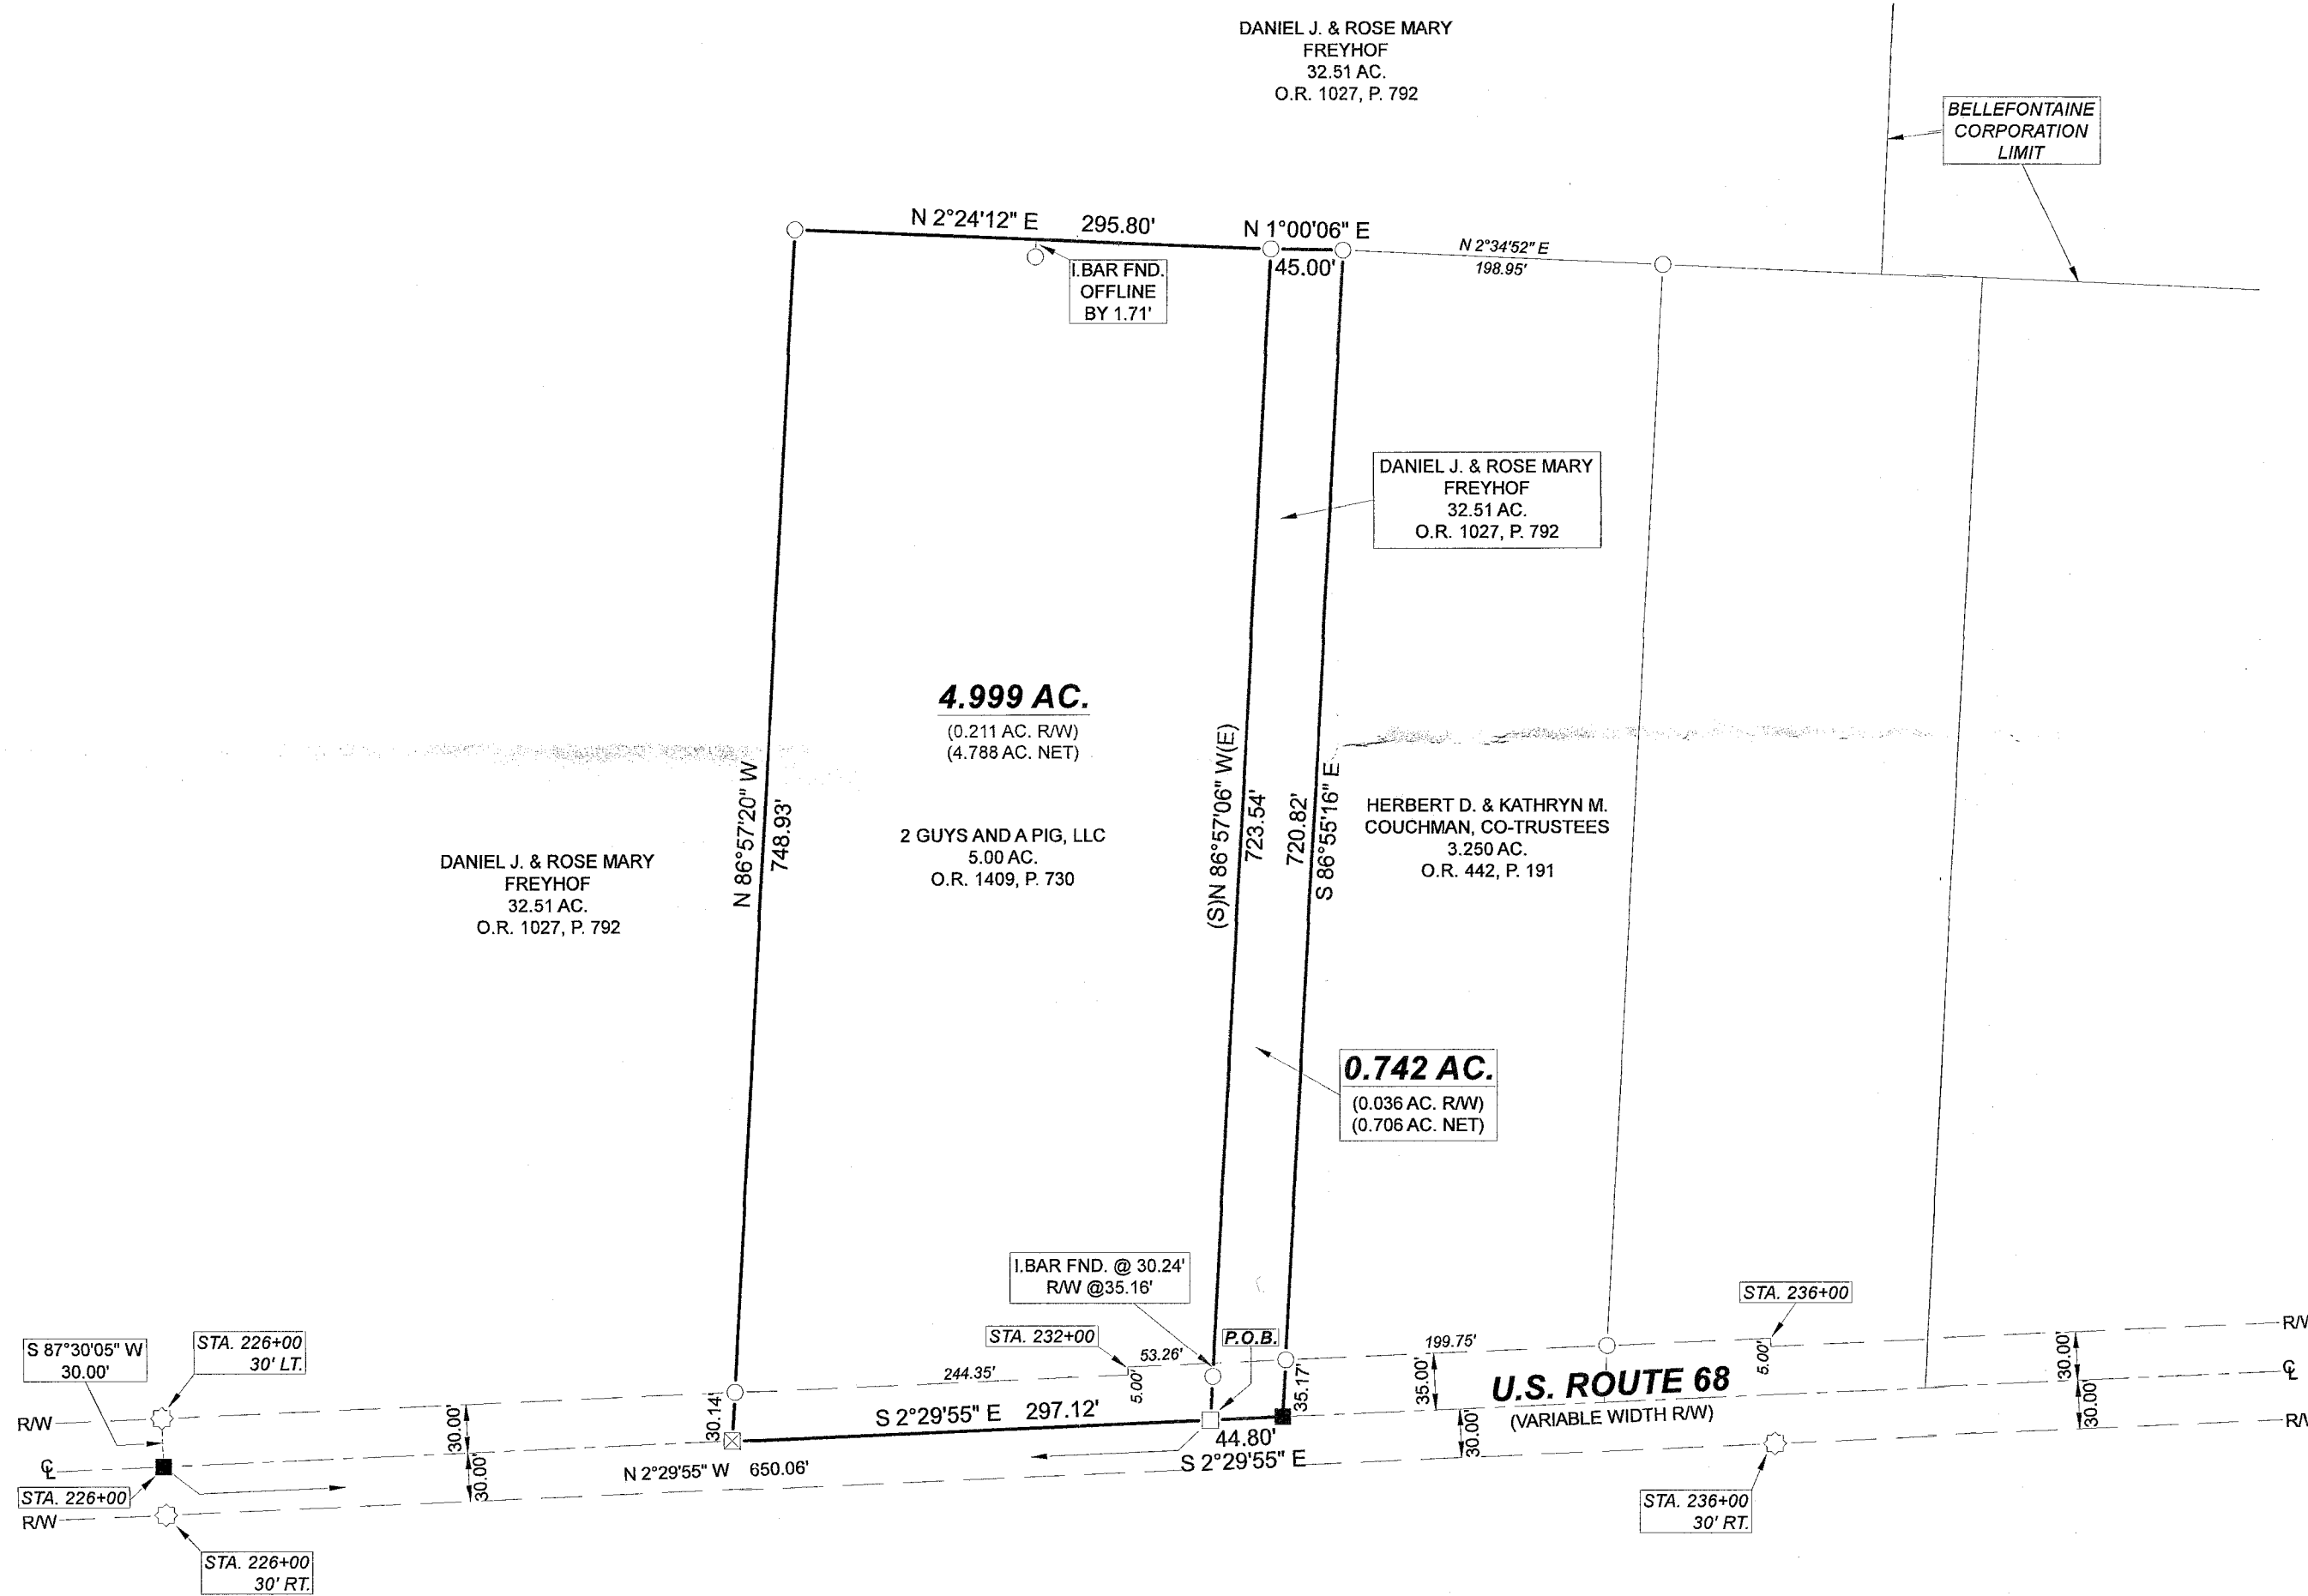 DANIEL J. & ROSE MARY
FREYHOF
32.51 AC.
O.R. 1027, P. 792
BELLEFONTAINE
CORPORATION
LIMIT
N 2°24'12" E 295.80'
N 1°00'06" E
45.00'
N 2°34'52" E
198.95'
I.BAR FND.
OFFLINE
BY 1.71'
DANIEL J. & ROSE MARY
FREYHOF
32.51 AC.
O.R. 1027, P. 792
4.999 AC.
(0.211 AC. R/W)
(4.788 AC. NET)
N 86°57'20" W
748.93'
(S)N 86°57'06" W(E)
723.54'
720.82'
S 86°55'16" E
2 GUYS AND A PIG, LLC
5.00 AC.
O.R. 1409, P. 730
HERBERT D. & KATHRYN M.
COUCHMAN, CO-TRUSTEES
3.250 AC.
O.R. 442, P. 191
DANIEL J. & ROSE MARY
FREYHOF
32.51 AC.
O.R. 1027, P. 792
0.742 AC.
(0.036 AC. R/W)
(0.706 AC. NET)
I.BAR FND. @ 30.24'
R/W @35.16'
STA. 232+00
P.O.B.
STA. 236+00
S 87°30'05" W
30.00'
STA. 226+00
30' LT.
244.35'
53.26'
5.00'
199.75'
5.00'
35.17'
35.00'
30.00'
30.14'
30.00'
30.00'
30.00'
30.00'
R/W
℄
STA. 226+00
R/W
STA. 226+00
30' RT.
S 2°29'55" E 297.12'
44.80'
S 2°29'55" E
N 2°29'55" W 650.06'
U.S. ROUTE 68
(VARIABLE WIDTH R/W)
STA. 236+00
30' RT.
R/W
℄
R/W